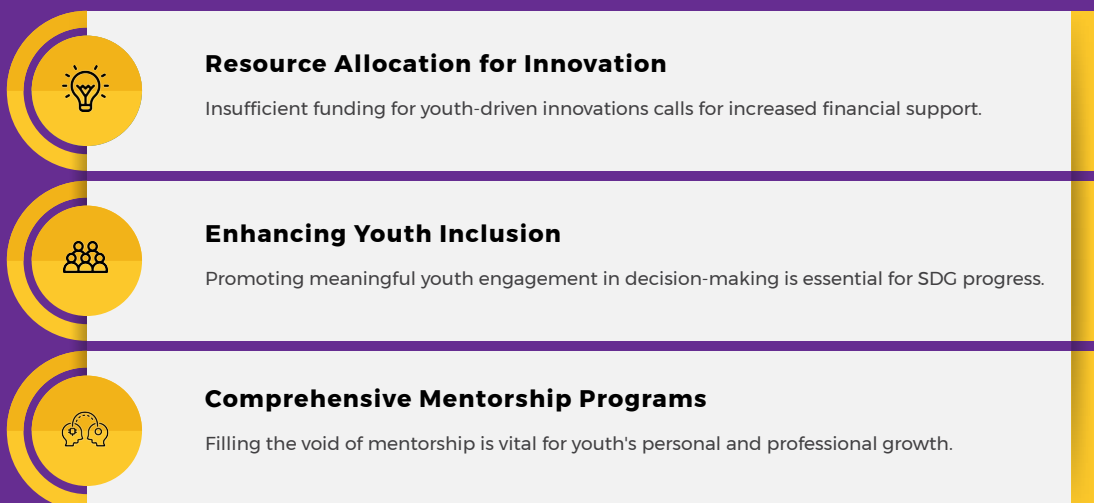 Resource Allocation for Innovation
Insufficient funding for youth-driven innovations calls for increased financial support.
Enhancing Youth Inclusion
Promoting meaningful youth engagement in decision-making is essential for SDG progress.
Comprehensive Mentorship Programs
Filling the void of mentorship is vital for youth's personal and professional growth.